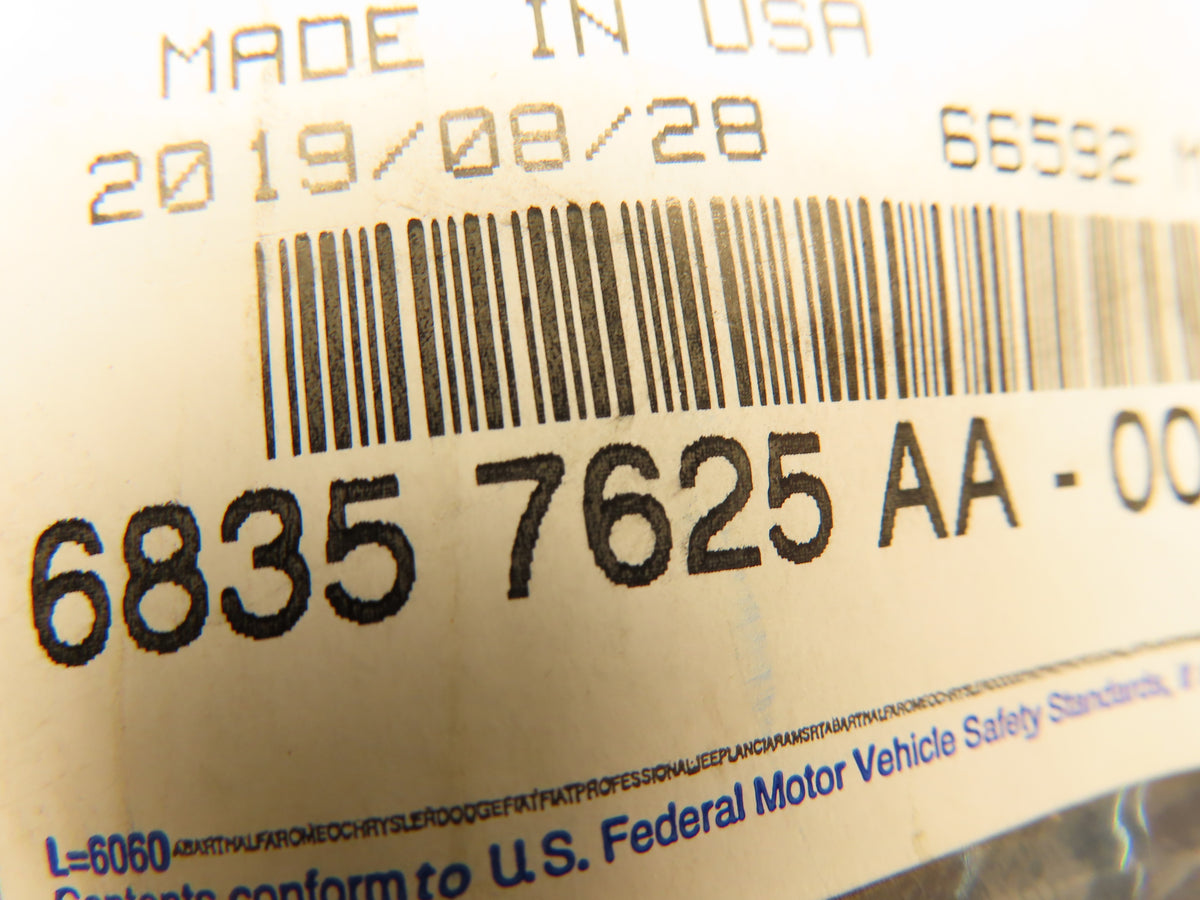 MADE IN USA
2019/08/28 66592
6835 7625 AA - 00
ABARTHALFAROMEOCHRYSLERDODGEFIATFIATPROFESSIONALJEEPLANCIARAMSRTABARTHALFAROMEOCHRYSLERDODGE
L=6060
Contents conform to U.S. Federal Motor Vehicle Safety Standards,